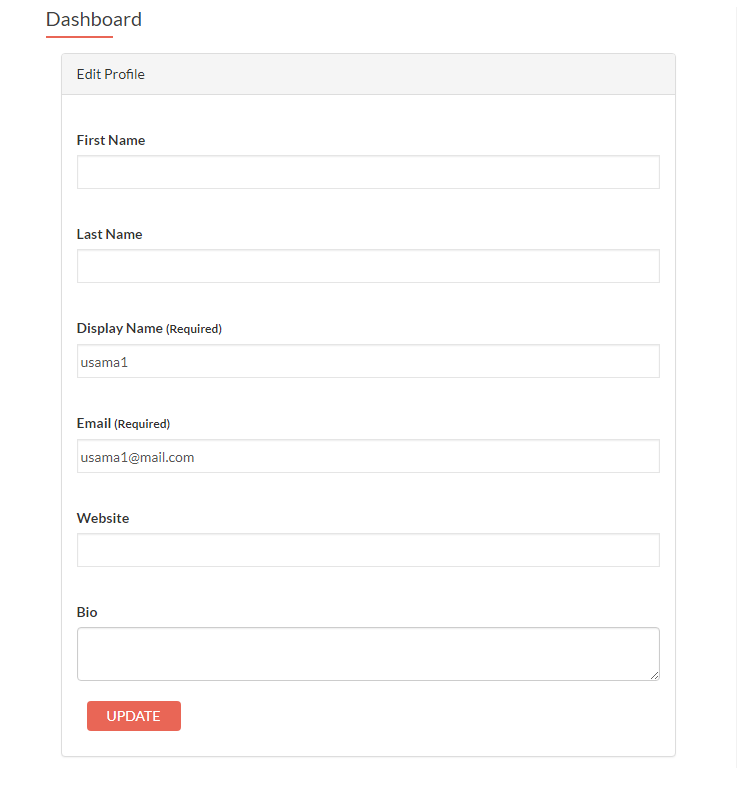 Dashboard
Edit Profile
First Name
Last Name
Display Name (Required)
usama1
Email (Required)
usama1@mail.com
Website
Bio
UPDATE